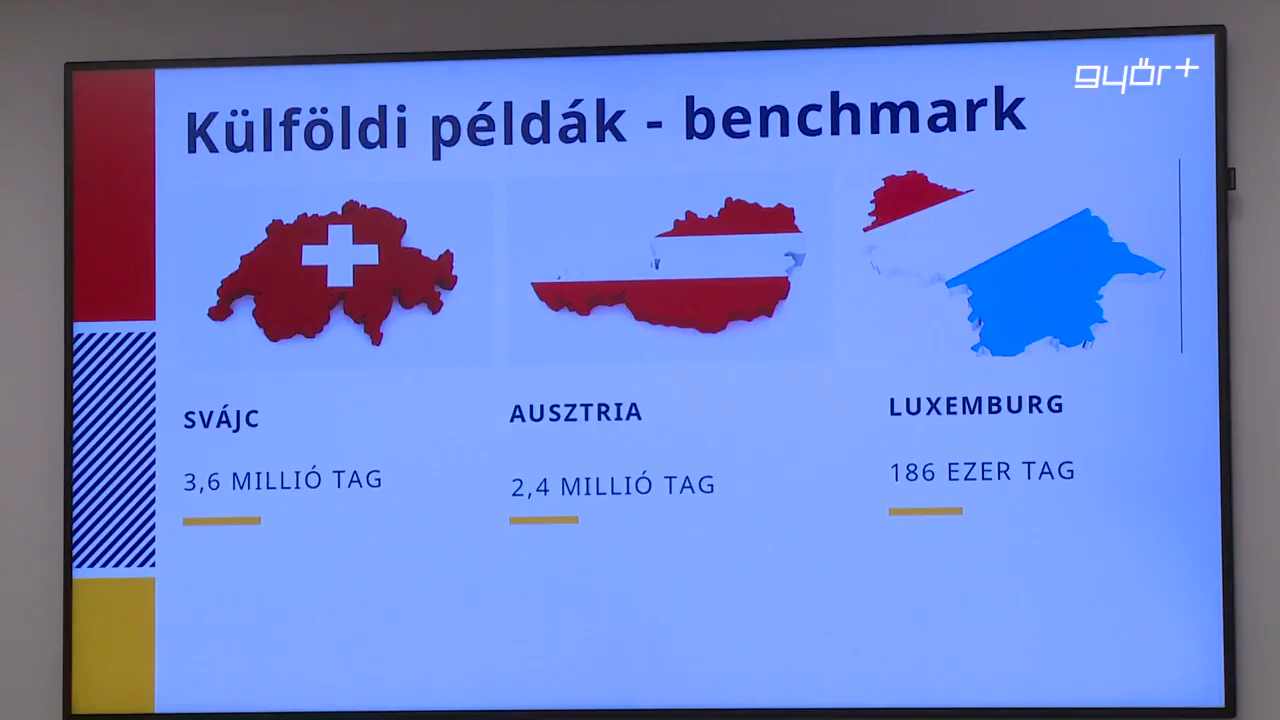 győr+
Külföldi példák - benchmark
SVÁJC
3,6 MILLIÓ TAG
AUSZTRIA
2,4 MILLIÓ TAG
LUXEMBURG
186 EZER TAG